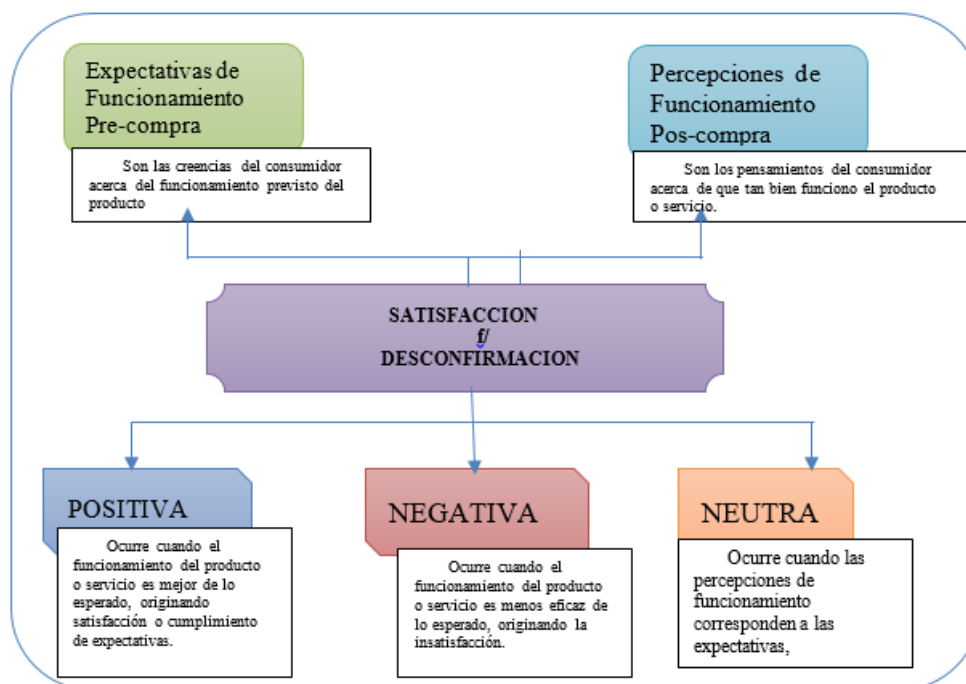 Expectativas de
Funcionamiento
Pre-compra
Son las creencias del consumidor
acerca del funcionamiento previsto del
producto
Percepciones de
Funcionamiento
Pos-compra
Son los pensamientos del consumidor
acerca de que tan bien funciono el producto
o servicio.
SATISFACCION
f/
DESCONFIRMACION
POSITIVA
Ocurre cuando el
funcionamiento del producto
o servicio es mejor de lo
esperado, originando
satisfacción o cumplimiento
de expectativas.
NEGATIVA
Ocurre cuando el
funcionamiento del producto
o servicio es menos eficaz de
lo esperado, originando la
insatisfacción.
NEUTRA
Ocurre cuando las
percepciones de
funcionamiento
corresponden a las
expectativas,